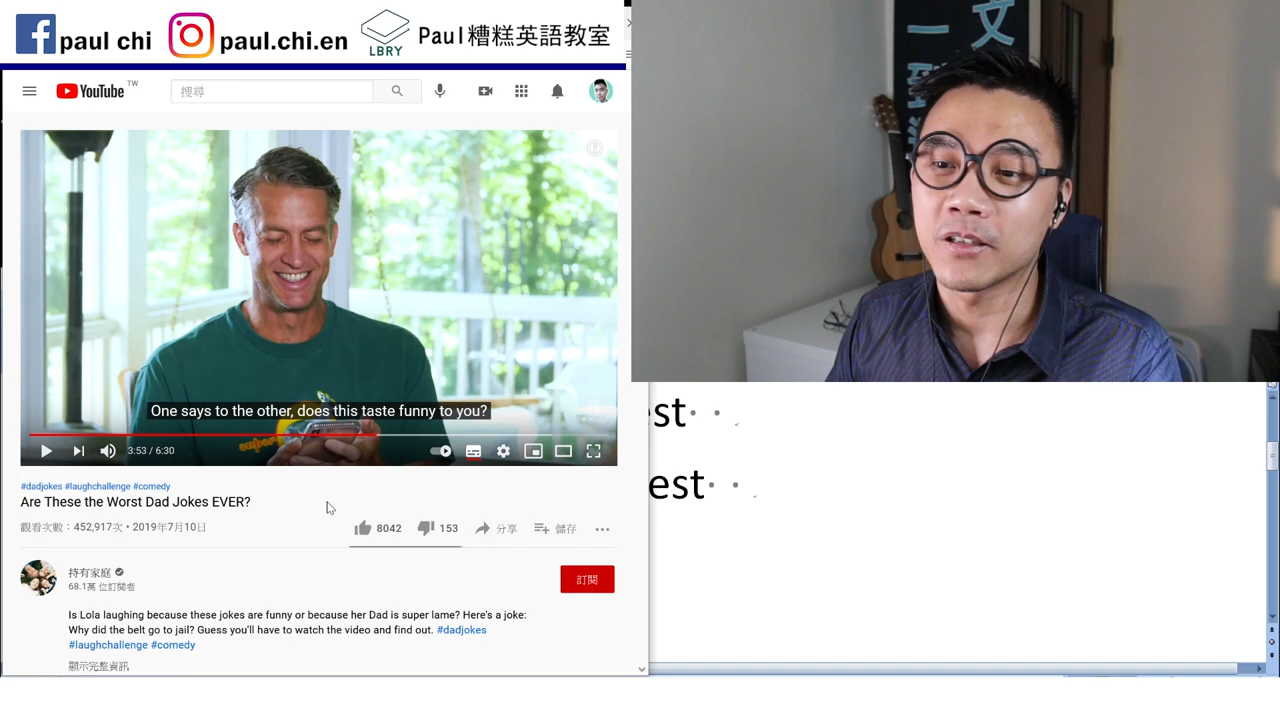 paul chi
paul.chi.en
LBRY
Paul糟糕英語教室
YouTube TW
搜尋
One says to the other, does this taste funny to you?
3:53 / 6:30
#dadjokes #laughchallenge #comedy
Are These the Worst Dad Jokes EVER?
觀看次數：452,917次 • 2019年7月10日
8042
153
分享
儲存
持有家庭
68.1萬 位訂閱者
訂閱
Is Lola laughing because these jokes are funny or because her Dad is super lame? Here's a joke:
Why did the belt go to jail? Guess you'll have to watch the video and find out. #dadjokes
#laughchallenge #comedy
顯示完整資訊
文
一
到
est
est